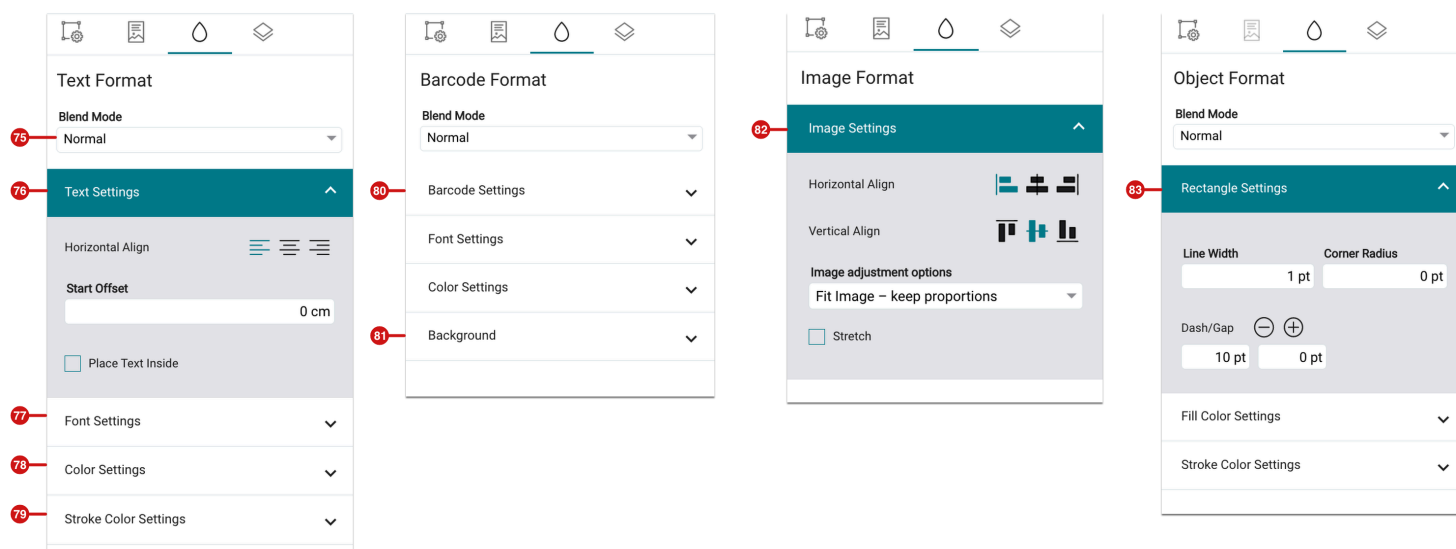 Text Format
Blend Mode
75
Normal
76
Text Settings
Horizontal Align
Start Offset
0 cm
Place Text Inside
77
Font Settings
78
Color Settings
79
Stroke Color Settings
Barcode Format
Blend Mode
Normal
80
Barcode Settings
Font Settings
Color Settings
81
Background
Image Format
82
Image Settings
Horizontal Align
Vertical Align
Image adjustment options
Fit Image – keep proportions
Stretch
Object Format
Blend Mode
Normal
83
Rectangle Settings
Line Width Corner Radius
1 pt 0 pt
Dash/Gap
10 pt 0 pt
Fill Color Settings
Stroke Color Settings